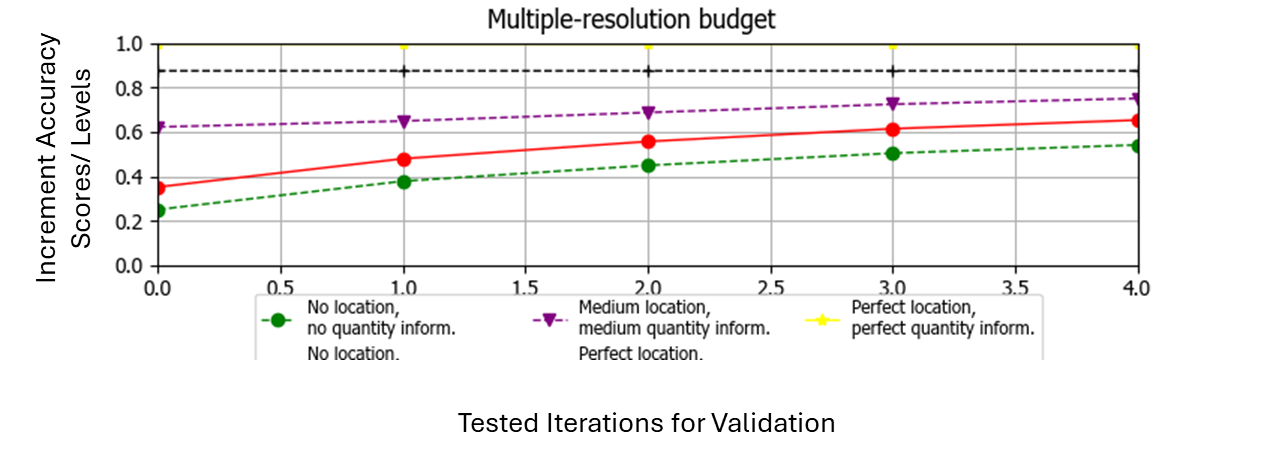 Multiple-resolution budget
Increment Accuracy
Scores/ Levels
1.0
0.8
0.6
0.4
0.2
0.0
0.0 0.5 1.0 1.5 2.0 2.5 3.0 3.5 4.0
No location,
no quantity inform.
No location.
Medium location,
medium quantity inform.
Perfect location.
Perfect location,
perfect quantity inform.
Tested Iterations for Validation